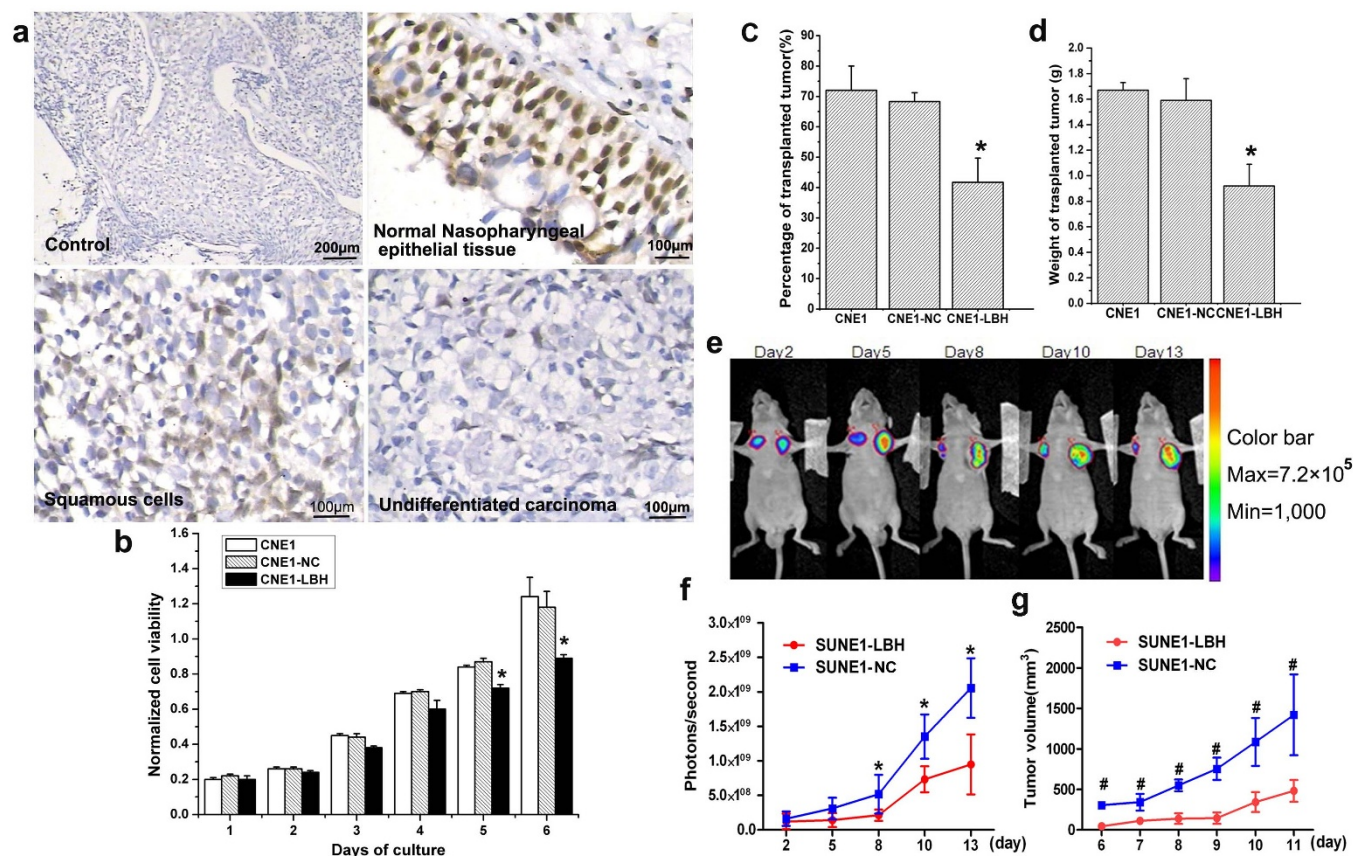 a
Control
200μm
Normal Nasopharyngeal
epithelial tissue
100μm
Squamous cells
100μm
Undifferentiated carcinoma
100μm
b
Normalized cell viability
1.6
1.4
1.2
1.0
0.8
0.6
0.4
0.2
0.0
CNE1
CNE1-NC
CNE1-LBH
*
*
1 2 3 4 5 6
Days of culture
c
Percentage of transplanted tumor(%)
90
80
70
60
50
40
30
20
10
0
*
CNE1 CNE1-NC CNE1-LBH
d
Weight of trasplanted tumor (g)
2.0
1.8
1.6
1.4
1.2
1.0
0.8
0.6
0.4
0.2
0.0
*
CNE1 CNE1-NC CNE1-LBH
e
Day2 Day5 Day8 Day10 Day13
Color bar
Max=7.2×10⁵
Min=1,000
f
Photons/second
3.0×10⁹
2.5×10⁹
2.0×10⁹
1.5×10⁹
1.0×10⁹
5.0×10⁸
0.0
SUNE1-LBH
SUNE1-NC
* * *
2 5 8 10 13 (day)
g
Tumor volume(mm³)
2500
2000
1500
1000
500
0
SUNE1-LBH
SUNE1-NC
# # # # # #
6 7 8 9 10 11 (day)